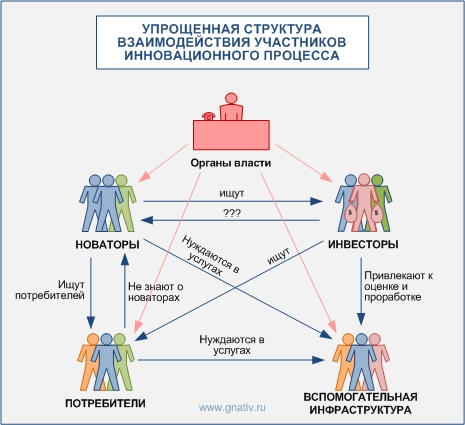 УПРОЩЕННАЯ СТРУКТУРА
ВЗАИМОДЕЙСТВИЯ УЧАСТНИКОВ
ИННОВАЦИОННОГО ПРОЦЕССА
Органы власти
ищут
???
НОВАТОРЫ
ИНВЕСТОРЫ
$ $
Нуждаются в
услугах
ищут
Ищут
потребителей
Не знают о
новаторах
Привлекают к
оценке и
проработке
Нуждаются в
услугах
ПОТРЕБИТЕЛИ
ВСПОМОГАТЕЛЬНАЯ
ИНФРАСТРУКТУРА
www.gnativ.ru